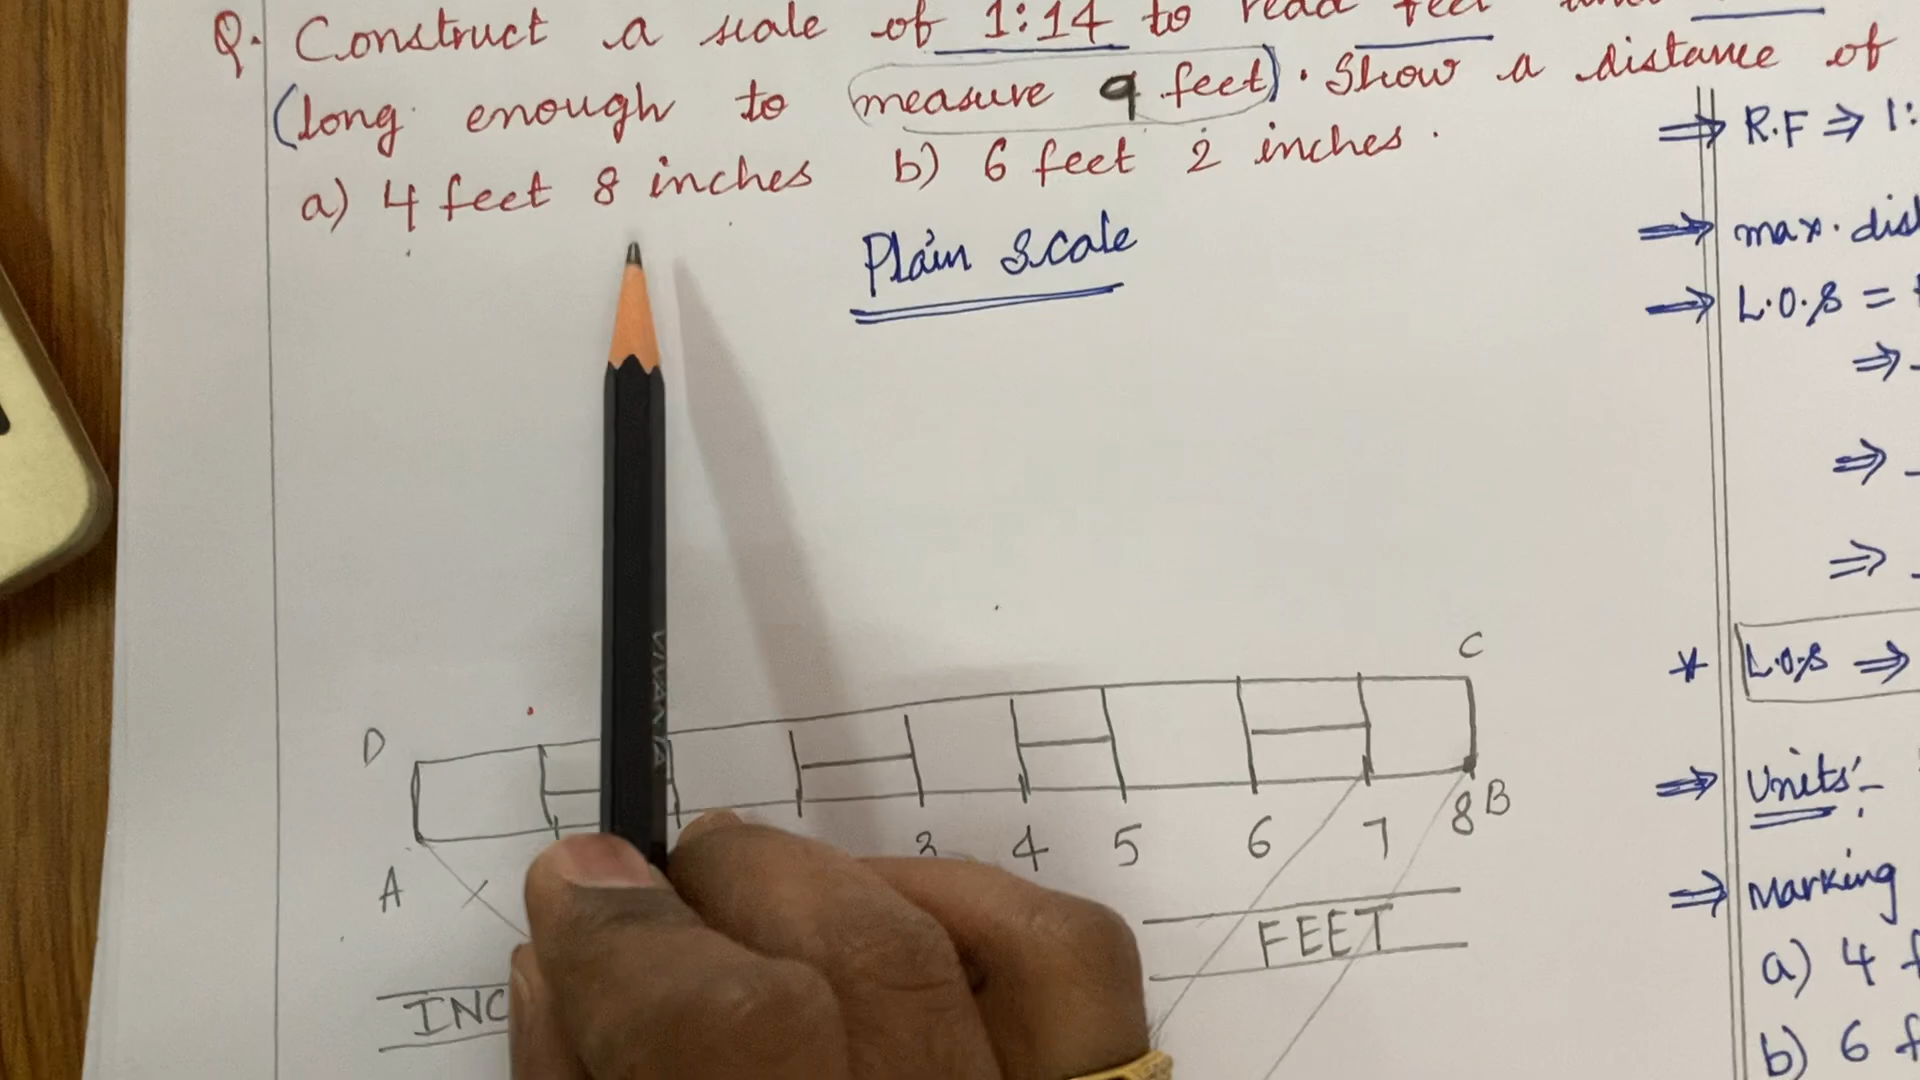 Q. Construct a scale of 1:14 to read feet
(long enough to measure 9 feet). Show a distance of
a) 4 feet 8 inches b) 6 feet 2 inches.
Plain Scale
⇒ R.F ⇒ 1:
⇒ max. dis
→ L.O.S =
⇒
⇒
⇒
* L.O.S ⇒
⇒ Units:-
⇒ Marking
a) 4 f
b) 6 f
D C
A 3 4 5 6 7 8 B
INC FEET